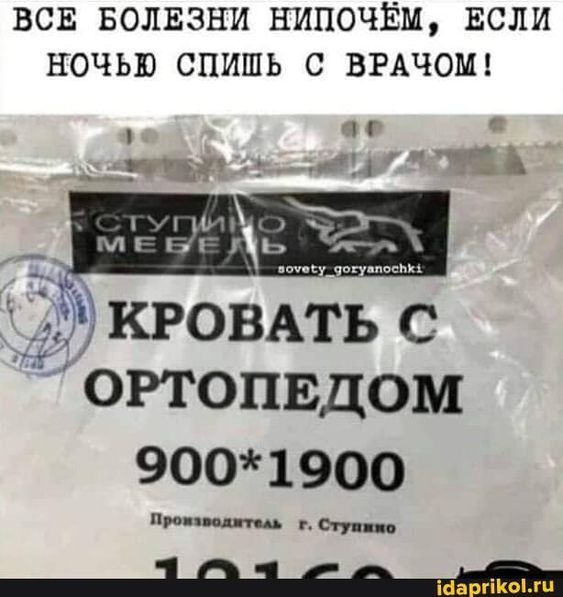 ВСЕ БОЛЕЗНИ НИПОЧЁМ, ЕСЛИ
НОЧЬЮ СПИШЬ С ВРАЧОМ!
СТУПИНО
МЕБЕЛЬ
sovety_goryanochki
КРОВАТЬ С
ОРТОПЕДОМ
900*1900
Производитель г. Ступино
idaprikol.ru